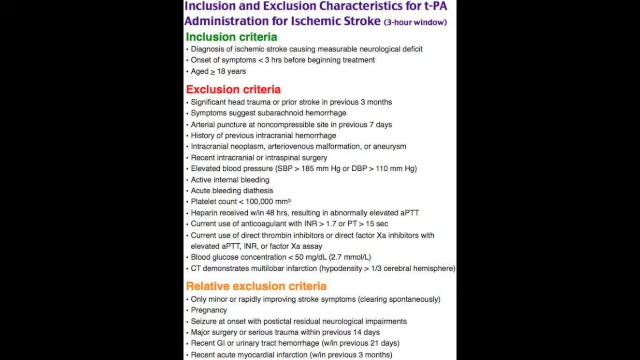 Inclusion and Exclusion Characteristics for t-PA
Administration for Ischemic Stroke (3-hour window)
Inclusion criteria
• Diagnosis of ischemic stroke causing measurable neurological deficit
• Onset of symptoms < 3 hrs before beginning treatment
• Aged ≥ 18 years
Exclusion criteria
• Significant head trauma or prior stroke in previous 3 months
• Symptoms suggest subarachnoid hemorrhage
• Arterial puncture at noncompressible site in previous 7 days
• History of previous intracranial hemorrhage
• Intracranial neoplasm, arteriovenous malformation, or aneurysm
• Recent intracranial or intraspinal surgery
• Elevated blood pressure (SBP > 185 mm Hg or DBP > 110 mm Hg)
• Active internal bleeding
• Acute bleeding diathesis
• Platelet count < 100,000 mm³
• Heparin received w/in 48 hrs, resulting in abnormally elevated aPTT
• Current use of anticoagulant with INR > 1.7 or PT > 15 sec
• Current use of direct thrombin inhibitors or direct factor Xa inhibitors with
elevated aPTT, INR, or factor Xa assay
• Blood glucose concentration < 50 mg/dL (2.7 mmol/L)
• CT demonstrates multilobar infarction (hypodensity > 1/3 cerebral hemisphere)
Relative exclusion criteria
• Only minor or rapidly improving stroke symptoms (clearing spontaneously)
• Pregnancy
• Seizure at onset with postictal residual neurological impairments
• Major surgery or serious trauma within previous 14 days
• Recent GI or urinary tract hemorrhage (w/in previous 21 days)
• Recent acute myocardial infarction (w/in previous 3 months)